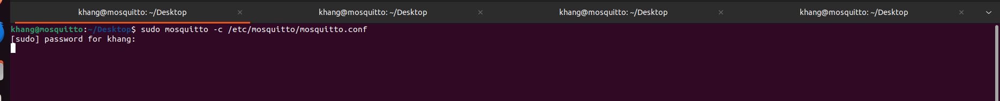 khang@mosquitto: ~/Desktop khang@mosquitto: ~/Desktop khang@mosquitto: ~/Desktop khang@mosquitto: ~/Desktop
khang@mosquitto:~/Desktop$ sudo mosquitto -c /etc/mosquitto/mosquitto.conf
[sudo] password for khang: